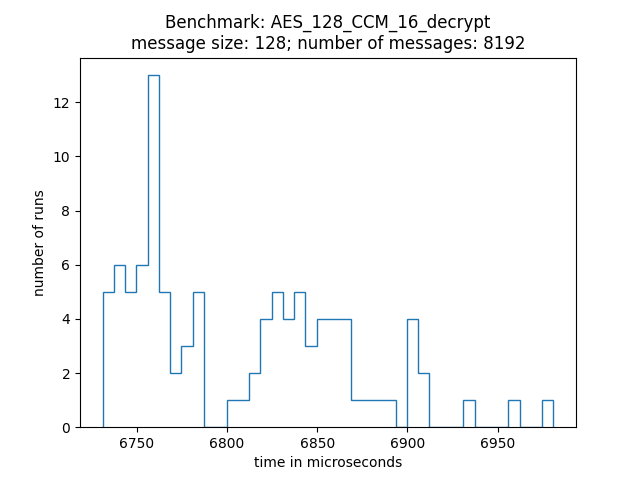 Benchmark: AES_128_CCM_16_decrypt
message size: 128; number of messages: 8192
12
10
8
6
4
2
0
number of runs
6750 6800 6850 6900 6950
time in microseconds